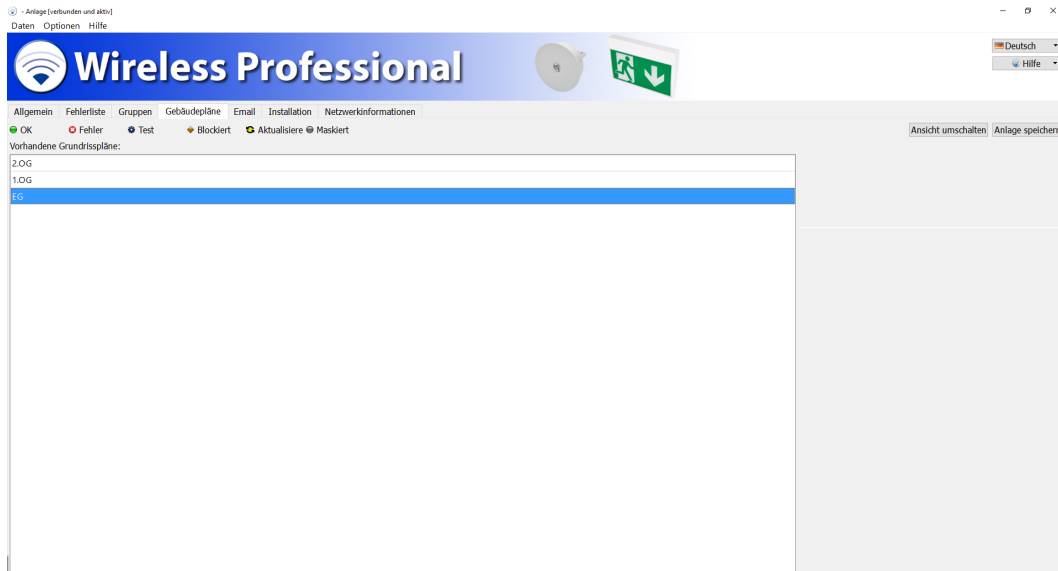 - Anlage [verbunden und aktiv]
Daten Optionen Hilfe
Wireless Professional
Deutsch
Hilfe
Allgemein Fehlerliste Gruppen Gebäudepläne Email Installation Netzwerkinformationen
OK Fehler Test Blockiert Aktualisiere Maskiert
Ansicht umschalten Anlage speichern
Vorhandene Grundrisspläne:
2.OG
1.OG
EG